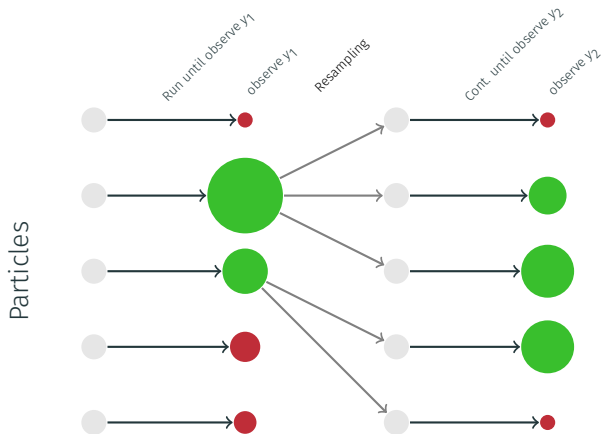 Run until observe y1
observe y1
Resampling
Cont. until observe y2
observe y2
Particles